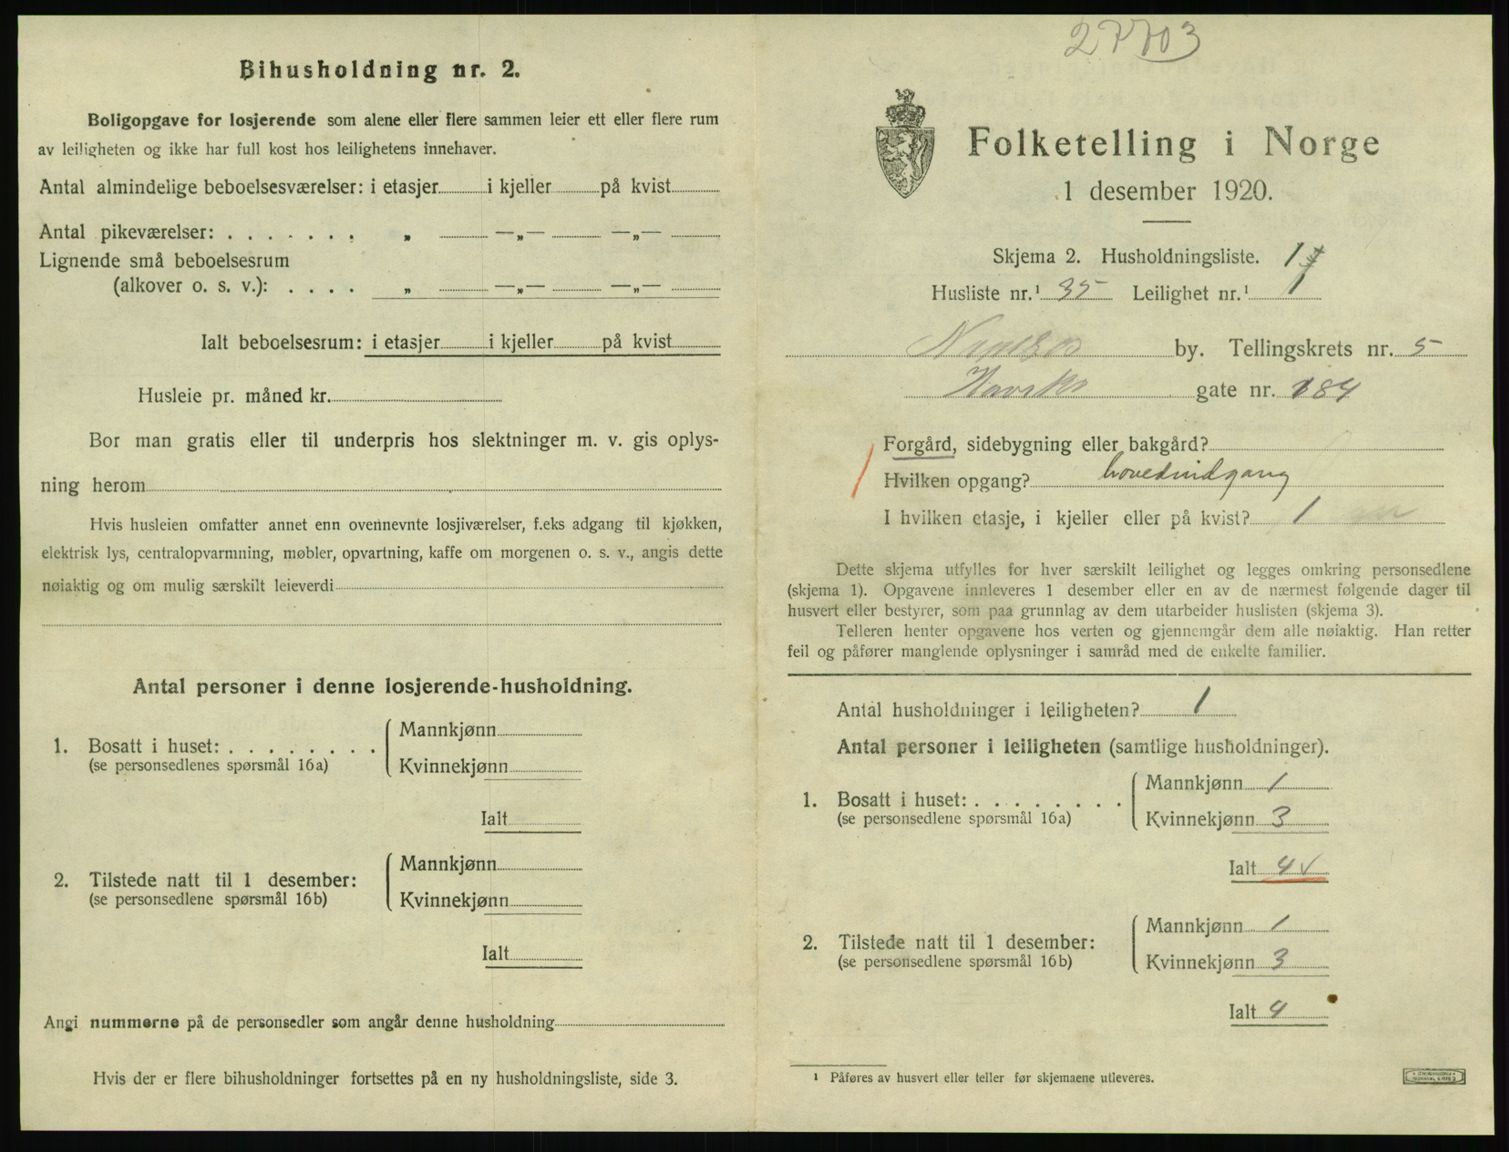 Bihusholdning nr. 2.
Boligopgave for losjerende som alene eller flere sammen leier ett eller flere rum
av leiligheten og ikke har full kost hos leilighetens innehaver.
Antal almindelige beboelsesværelser: i etasjer i kjeller på kvist
Antal pikeværelser: . . . . . . . „ —„— —„—
Lignende små beboelsesrum
(alkover o. s. v.): . . . . „ —„— —„—
Ialt beboelsesrum: i etasjer i kjeller på kvist
Husleie pr. måned kr.
Bor man gratis eller til underpris hos slektninger m. v. gis oplys-
ning herom
Hvis husleien omfatter annet enn ovennevnte losjiværelser, f.eks adgang til kjøkken,
elektrisk lys, centralopvarmning, møbler, opvartning, kaffe om morgenen o. s. v., angis dette
nøiaktig og om mulig særskilt leieverdi
Antal personer i denne losjerende-husholdning.
1. Bosatt i huset: . . . . . . . .
(se personsedlenes spørsmål 16a)
Mannkjønn
Kvinnekjønn
Ialt
2. Tilstede natt til 1 desember:
(se personsedlene spørsmål 16b)
Mannkjønn
Kvinnekjønn
Ialt
Angi nummerne på de personsedler som angår denne husholdning
Hvis der er flere bihusholdninger fortsettes på en ny husholdningsliste, side 3.
27703
Folketelling i Norge
1 desember 1920.
Skjema 2. Husholdningsliste.
Husliste nr.¹ 35 Leilighet nr.¹ 1
by. Tellingskrets nr. 5
gate nr. 184
Forgård, sidebygning eller bakgård?
Hvilken opgang? hovedindgang
I hvilken etasje, i kjeller eller på kvist? 1
Dette skjema utfylles for hver særskilt leilighet og legges omkring personsedlene
(skjema 1). Opgavene innleveres 1 desember eller en av de nærmest følgende dager til
husvert eller bestyrer, som paa grunnlag av dem utarbeider huslisten (skjema 3).
Telleren henter opgavene hos verten og gjennemgår dem alle nøiaktig. Han retter
feil og påfører manglende oplysninger i samråd med de enkelte familier.
Antal husholdninger i leiligheten? 1
Antal personer i leiligheten (samtlige husholdninger).
1. Bosatt i huset: . . . . . . . .
(se personsedlene spørsmål 16a)
Mannkjønn 1
Kvinnekjønn 3
Ialt 4 v
2. Tilstede natt til 1 desember:
(se personsedlene spørsmål 16b)
Mannkjønn 1
Kvinnekjønn 3
Ialt 4
¹ Påføres av husvert eller teller før skjemaene utleveres.